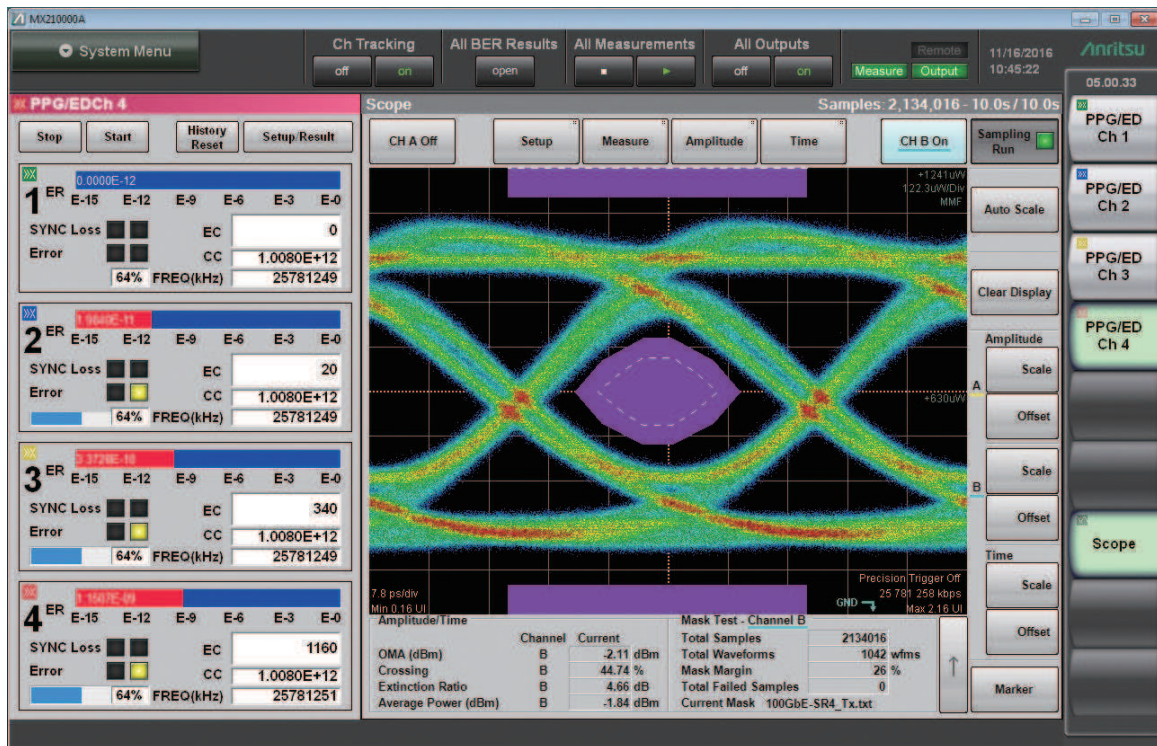 MX210000A
System Menu
Ch Tracking
off
on
All BER Results
open
All Measurements
All Outputs
off
on
Remote
Measure
Output
11/16/2016
10:45:22
Anritsu
05.00.33
PPG/EDCh 4
Stop
Start
History
Reset
Setup/Result
1
ER
0.0000E-12
E-15 E-12 E-9 E-6 E-3 E-0
SYNC Loss
EC
0
Error
CC
1.0080E+12
64%
FREQ(kHz)
25781249
2
ER
E-15 E-12 E-9 E-6 E-3 E-0
SYNC Loss
EC
20
Error
CC
1.0080E+12
64%
FREQ(kHz)
25781249
3
ER
E-15 E-12 E-9 E-6 E-3 E-0
SYNC Loss
EC
340
Error
CC
1.0080E+12
64%
FREQ(kHz)
25781249
4
ER
E-15 E-12 E-9 E-6 E-3 E-0
SYNC Loss
EC
1160
Error
CC
1.0080E+12
64%
FREQ(kHz)
25781251
Scope
Samples: 2,134,016 - 10.0s / 10.0s
CH A Off
Setup
Measure
Amplitude
Time
CH B On
Sampling
Run
+1241uW
122.3uW/Div
MMF
+630uW
Precision Trigger Off
25 781 258 kbps
GND
Max 2.16 UI
7.8 ps/div
Min 0.16 UI
Auto Scale
Clear Display
Amplitude
Scale
A
Offset
Scale
B
Offset
Time
Scale
Offset
Marker
Amplitude/Time
Channel Current
OMA (dBm) B -2.11 dBm
Crossing B 44.74 %
Extinction Ratio B 4.66 dB
Average Power (dBm) B -1.84 dBm
Mask Test - Channel B
Total Samples 2134016
Total Waveforms 1042 wfms
Mask Margin 26 %
Total Failed Samples 0
Current Mask 100GbE-SR4_Tx.txt
PPG/ED
Ch 1
PPG/ED
Ch 2
PPG/ED
Ch 3
PPG/ED
Ch 4
Scope